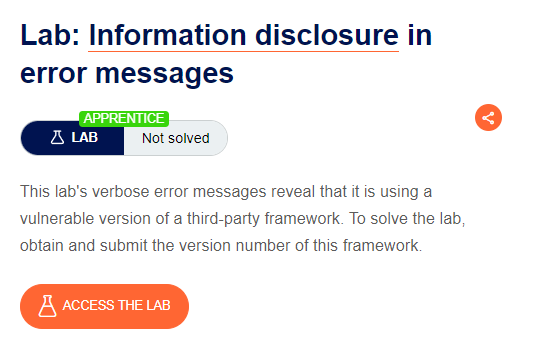 Lab: Information disclosure in
error messages
APPRENTICE
LAB
Not solved
This lab's verbose error messages reveal that it is using a
vulnerable version of a third-party framework. To solve the lab,
obtain and submit the version number of this framework.
ACCESS THE LAB